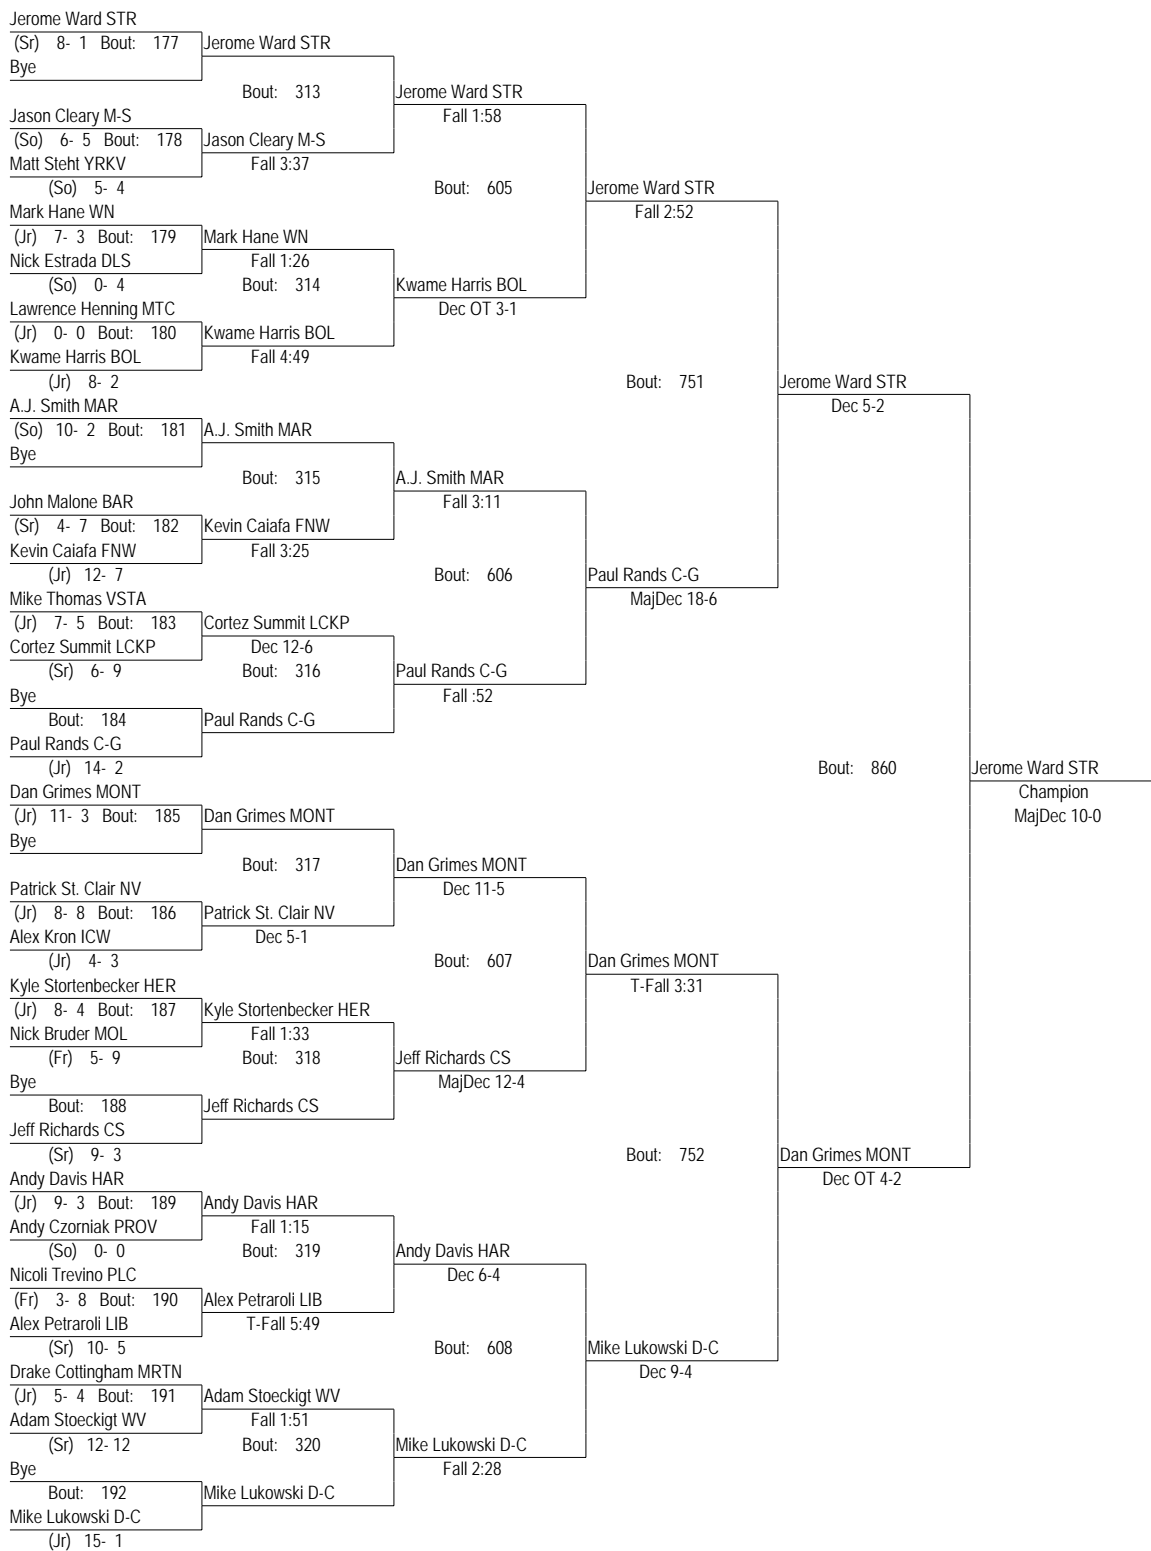 Jerome Ward STR
(Sr) 8- 1 Bout: 177 Jerome Ward STR
Bye
Bout: 313 Jerome Ward STR
Jason Cleary M-S Fall 1:58
(So) 6- 5 Bout: 178 Jason Cleary M-S
Matt Steht YRKV Fall 3:37
(So) 5- 4 Bout: 605 Jerome Ward STR
Mark Hane WN Fall 2:52
(Jr) 7- 3 Bout: 179 Mark Hane WN
Nick Estrada DLS Fall 1:26
(So) 0- 4 Bout: 314 Kwame Harris BOL
Lawrence Henning MTC Dec OT 3-1
(Jr) 0- 0 Bout: 180 Kwame Harris BOL
Kwame Harris BOL Fall 4:49
(Jr) 8- 2 Bout: 751 Jerome Ward STR
A.J. Smith MAR Dec 5-2
(So) 10- 2 Bout: 181 A.J. Smith MAR
Bye
Bout: 315 A.J. Smith MAR
John Malone BAR Fall 3:11
(Sr) 4- 7 Bout: 182 Kevin Caiafa FNW
Kevin Caiafa FNW Fall 3:25
(Jr) 12- 7 Bout: 606 Paul Rands C-G
Mike Thomas VSTA MajDec 18-6
(Jr) 7- 5 Bout: 183 Cortez Summit LCKP
Cortez Summit LCKP Dec 12-6
(Sr) 6- 9 Bout: 316 Paul Rands C-G
Bye Fall :52
Bout: 184 Paul Rands C-G
Paul Rands C-G
(Jr) 14- 2 Bout: 860 Jerome Ward STR
Dan Grimes MONT Champion
(Jr) 11- 3 Bout: 185 Dan Grimes MONT MajDec 10-0
Bye
Bout: 317 Dan Grimes MONT
Patrick St. Clair NV Dec 11-5
(Jr) 8- 8 Bout: 186 Patrick St. Clair NV
Alex Kron ICW Dec 5-1
(Jr) 4- 3 Bout: 607 Dan Grimes MONT
Kyle Stortenbecker HER T-Fall 3:31
(Jr) 8- 4 Bout: 187 Kyle Stortenbecker HER
Nick Bruder MOL Fall 1:33
(Fr) 5- 9 Bout: 318 Jeff Richards CS
Bye MajDec 12-4
Bout: 188 Jeff Richards CS
Jeff Richards CS
(Sr) 9- 3 Bout: 752 Dan Grimes MONT
Andy Davis HAR Dec OT 4-2
(Jr) 9- 3 Bout: 189 Andy Davis HAR
Andy Czorniak PROV Fall 1:15
(So) 0- 0 Bout: 319 Andy Davis HAR
Nicoli Trevino PLC Dec 6-4
(Fr) 3- 8 Bout: 190 Alex Petraroli LIB
Alex Petraroli LIB T-Fall 5:49
(Sr) 10- 5 Bout: 608 Mike Lukowski D-C
Drake Cottingham MRTN Dec 9-4
(Jr) 5- 4 Bout: 191 Adam Stoeckigt WV
Adam Stoeckigt WV Fall 1:51
(Sr) 12- 12 Bout: 320 Mike Lukowski D-C
Bye Fall 2:28
Bout: 192 Mike Lukowski D-C
Mike Lukowski D-C
(Jr) 15- 1